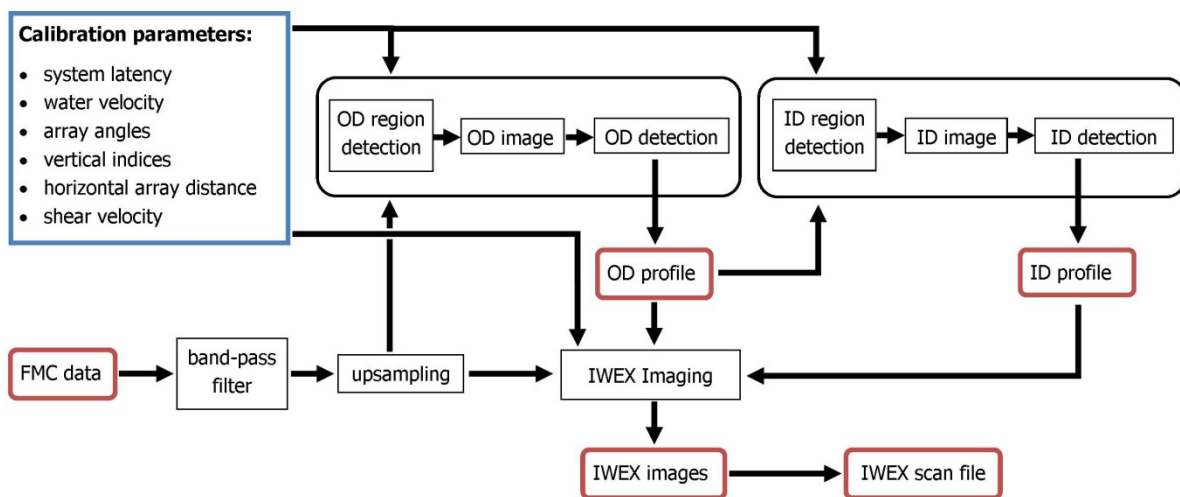 Calibration parameters:
• system latency
• water velocity
• array angles
• vertical indices
• horizontal array distance
• shear velocity
OD region
detection
OD image
OD detection
ID region
detection
ID image
ID detection
OD profile
ID profile
FMC data
band-pass
filter
upsampling
IWEX Imaging
IWEX images
IWEX scan file